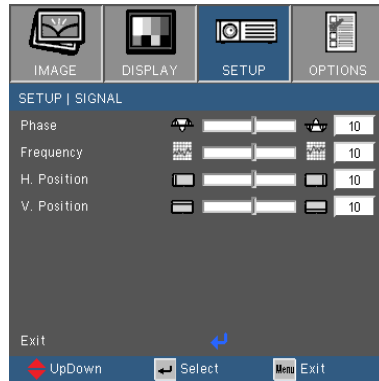 IMAGE DISPLAY SETUP OPTIONS
SETUP | SIGNAL
Phase 10
Frequency 10
H. Position 10
V. Position 10
Exit
UpDown Select Menu Exit